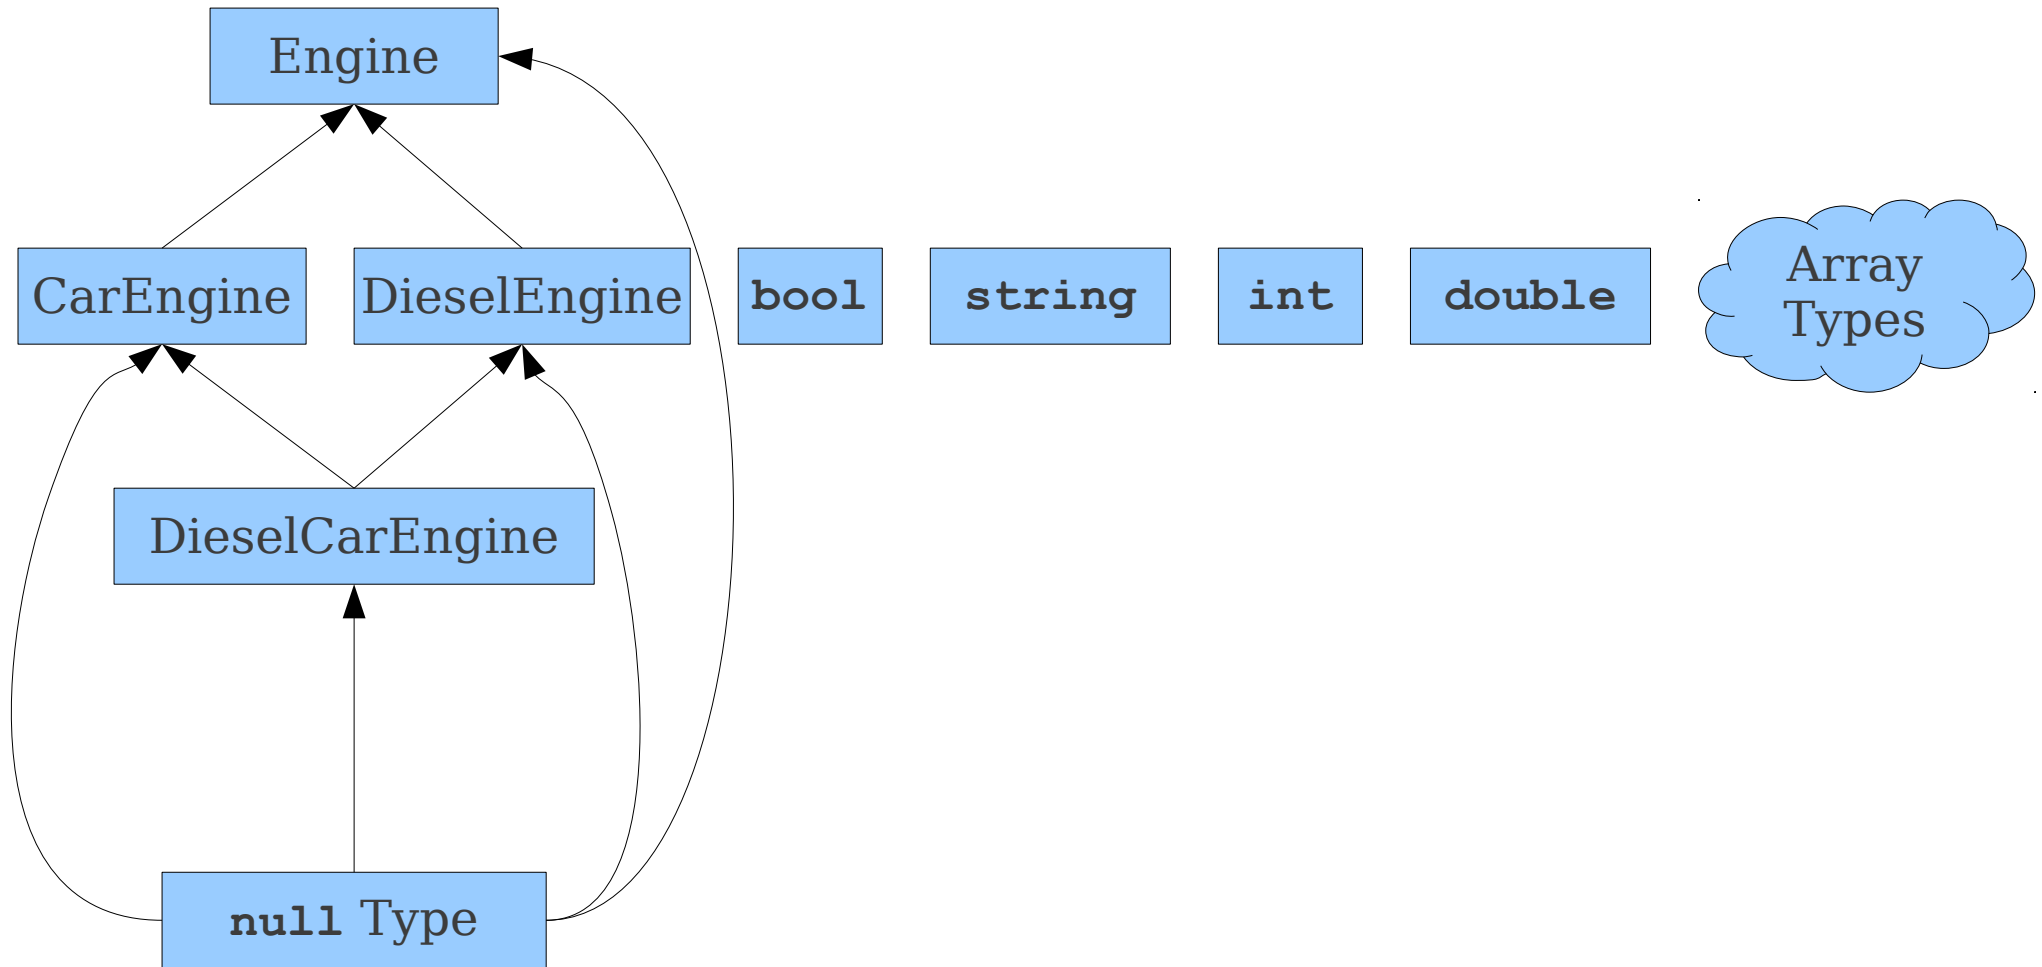 Engine
CarEngine
DieselEngine
bool
string
int
double
Array
Types
DieselCarEngine
null Type